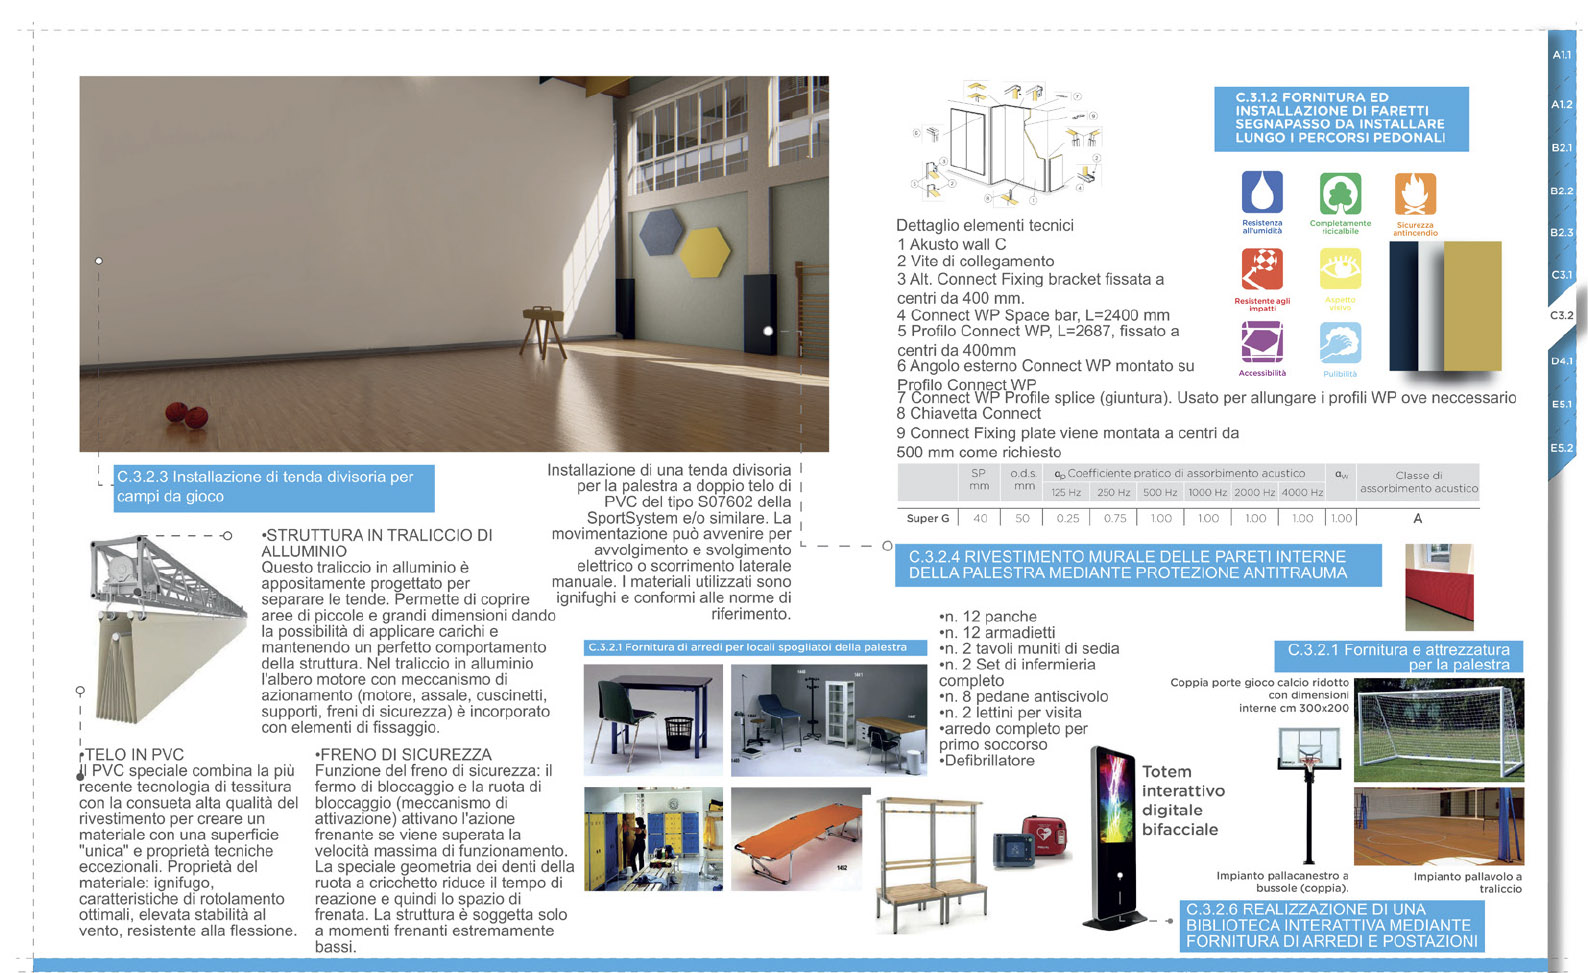 C.3.2.3 Installazione di tenda divisoria per
campi da gioco
•STRUTTURA IN TRALICCIO DI
ALLUMINIO
Questo traliccio in alluminio è
appositamente progettato per
separare le tende. Permette di coprire
aree di piccole e grandi dimensioni dando
la possibilità di applicare carichi e
mantenendo un perfetto comportamento
della struttura. Nel traliccio in alluminio
l'albero motore con meccanismo di
azionamento (motore, assale, cuscinetti,
supporti, freni di sicurezza) è incorporato
con elementi di fissaggio.
•TELO IN PVC
Il PVC speciale combina la più
recente tecnologia di tessitura
con la consueta alta qualità del
rivestimento per creare un
materiale con una superficie
"unica" e proprietà tecniche
eccezionali. Proprietà del
materiale: ignifugo,
caratteristiche di rotolamento
ottimali, elevata stabilità al
vento, resistente alla flessione.
•FRENO DI SICUREZZA
Funzione del freno di sicurezza: il
fermo di bloccaggio e la ruota di
bloccaggio (meccanismo di
attivazione) attivano l'azione
frenante se viene superata la
velocità massima di funzionamento.
La speciale geometria dei denti della
ruota a cricchetto riduce il tempo di
reazione e quindi lo spazio di
frenata. La struttura è soggetta solo
a momenti frenanti estremamente
bassi.
Installazione di una tenda divisoria
per la palestra a doppio telo di
PVC del tipo S07602 della
SportSystem e/o similare. La
movimentazione può avvenire per
avvolgimento e svolgimento
elettrico o scorrimento laterale
manuale. I materiali utilizzati sono
ignifughi e conformi alle norme di
riferimento.
C.3.2.1 Fornitura di arredi per locali spogliatoi della palestra
•n. 12 panche
•n. 12 armadietti
•n. 2 tavoli muniti di sedia
•n. 2 Set di infermieria
completo
•n. 8 pedane antiscivolo
•n. 2 lettini per visita
•arredo completo per
primo soccorso
•Defibrillatore
Dettaglio elementi tecnici
1 Akusto wall C
2 Vite di collegamento
3 Alt. Connect Fixing bracket fissata a
centri da 400 mm.
4 Connect WP Space bar, L=2400 mm
5 Profilo Connect WP, L=2687, fissato a
centri da 400mm
6 Angolo esterno Connect WP montato su
Profilo Connect WP
7 Connect WP Profile splice (giuntura). Usato per allungare i profili WP ove neccessario
8 Chiavetta Connect
9 Connect Fixing plate viene montata a centri da
500 mm come richiesto
SP mm o.d.s. mm αp Coefficiente pratico di assorbimento acustico αw Classe di assorbimento acustico
125 Hz 250 Hz 500 Hz 1000 Hz 2000 Hz 4000 Hz
Super G 40 50 0.25 0.75 1.00 1.00 1.00 1.00 1.00 A
C.3.1.2 FORNITURA ED
INSTALLAZIONE DI FARETTI
SEGNAPASSO DA INSTALLARE
LUNGO I PERCORSI PEDONALI
Resistenza
all'umidità
Completamente
ricicalbile
Sicurezza
antincendio
Resistente agli
impatti
Aspetto
visivo
Accessibilità
Pulibilità
C.3.2.4 RIVESTIMENTO MURALE DELLE PARETI INTERNE
DELLA PALESTRA MEDIANTE PROTEZIONE ANTITRAUMA
C.3.2.1 Fornitura e attrezzatura
per la palestra
Coppia porte gioco calcio ridotto
con dimensioni
interne cm 300x200
Totem
interattivo
digitale
bifacciale
Impianto pallacanestro a
bussole (coppia).
Impianto pallavolo a
traliccio
C.3.2.6 REALIZZAZIONE DI UNA
BIBLIOTECA INTERATTIVA MEDIANTE
FORNITURA DI ARREDI E POSTAZIONI
A1.1
A1.2
B2.1
B2.2
B2.3
C3.1
C3.2
D4.1
E5.1
E5.2